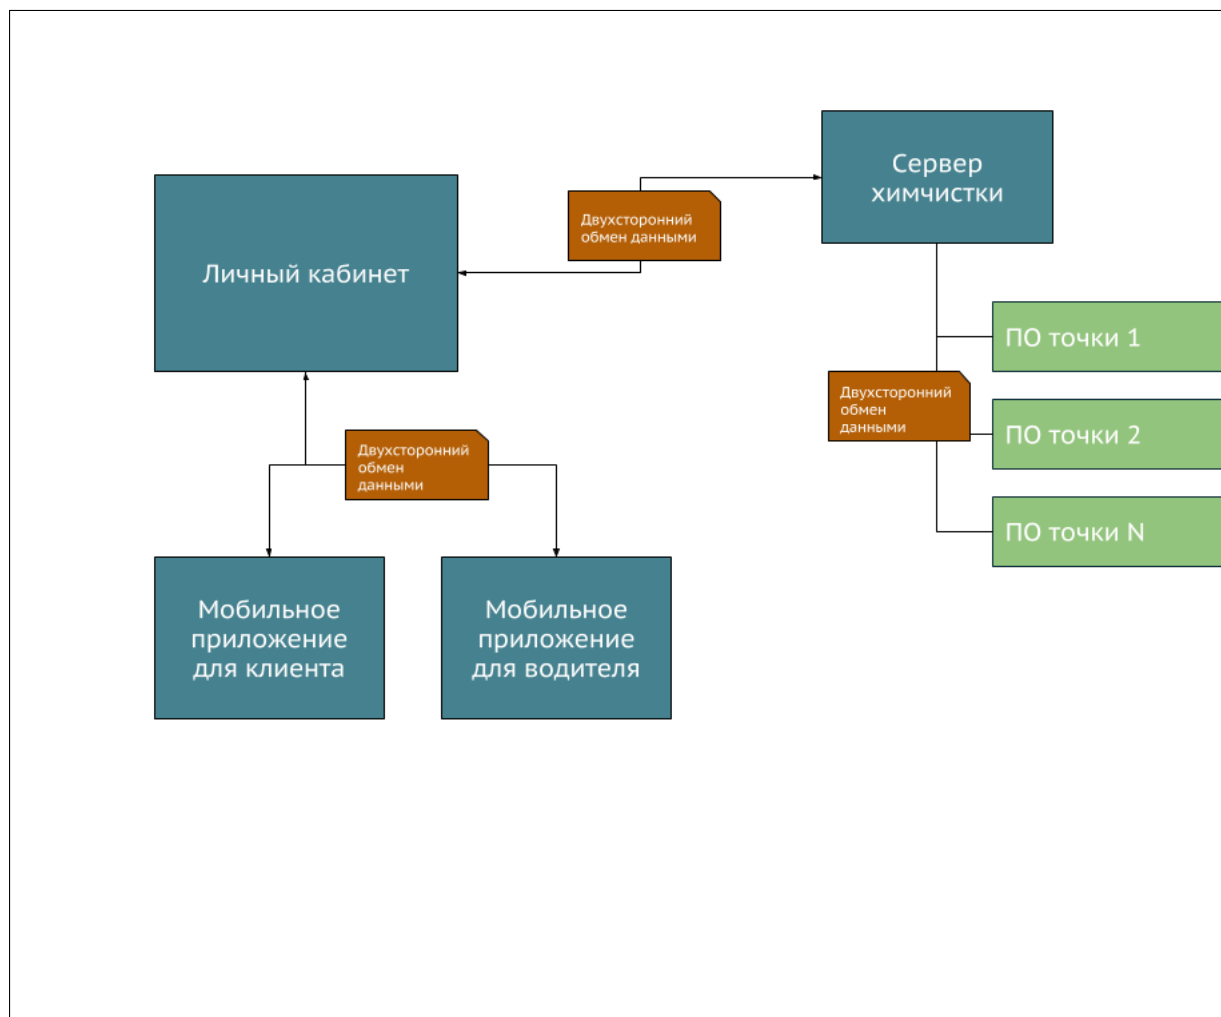 Сервер
химчистки
Двухсторонний
обмен данными
Личный кабинет
ПО точки 1
Двухсторонний
обмен
данными
ПО точки 2
ПО точки N
Двухсторонний
обмен
данными
Мобильное
приложение
для клиента
Мобильное
приложение
для водителя